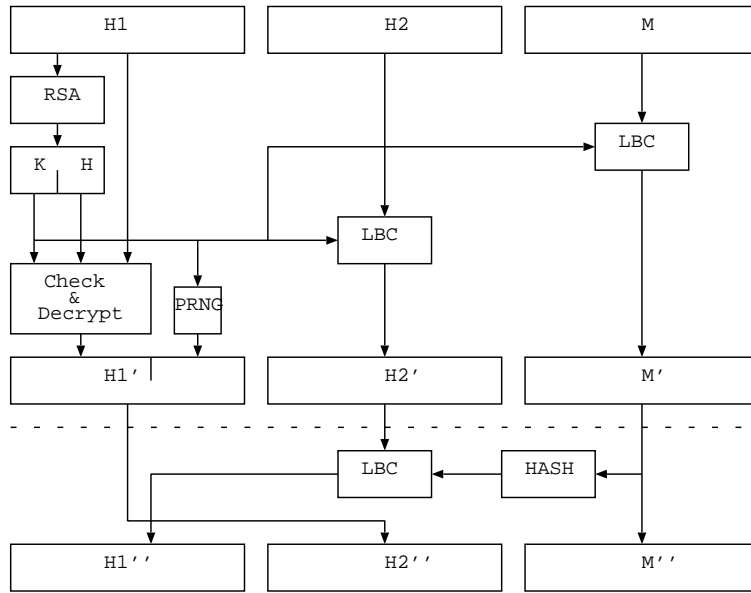 H1 H2 M
RSA
LBC
K H
LBC
Check
&
Decrypt
PRNG
H1' H2' M'
LBC HASH
H1'' H2'' M''